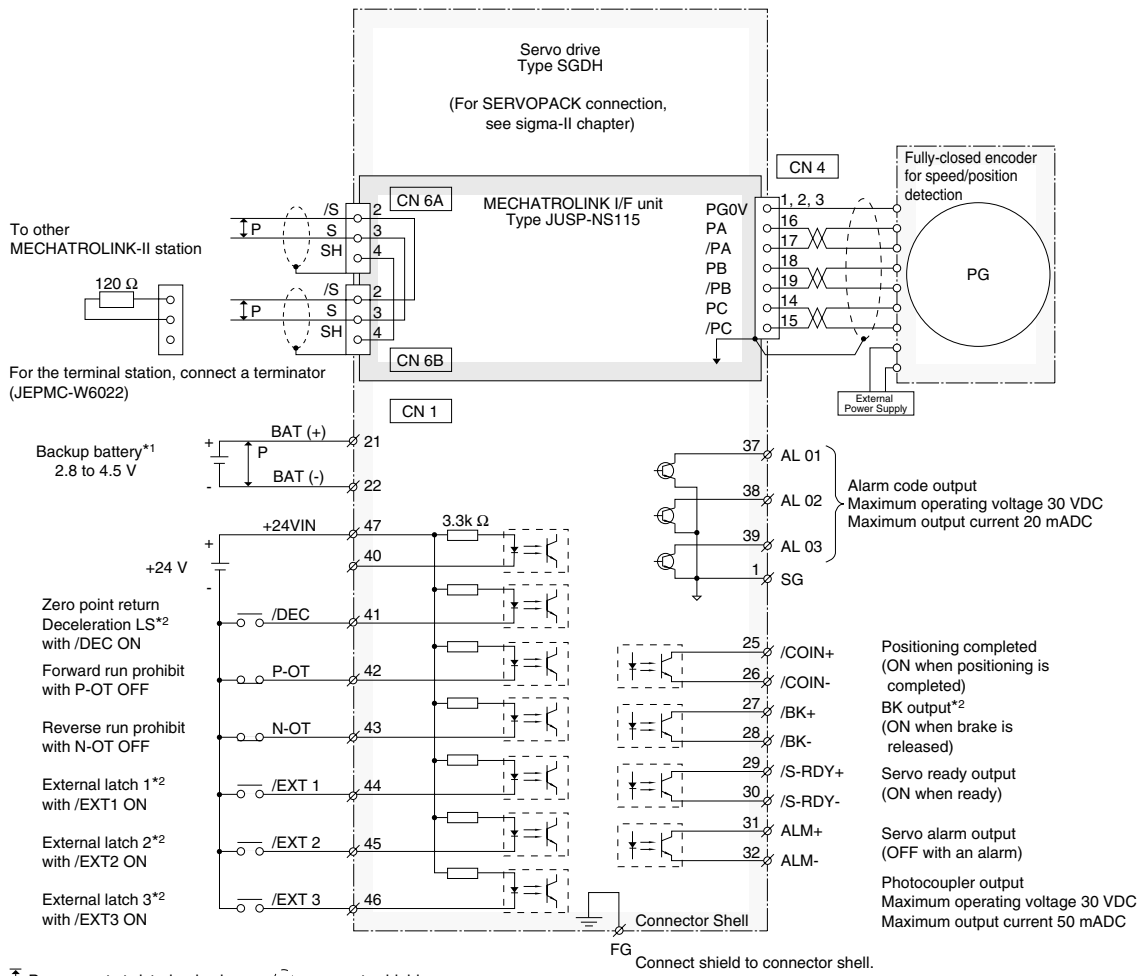 Servo drive
Type SGDH
(For SERVOPACK connection,
see sigma-II chapter)
CN 4
Fully-closed encoder
for speed/position
detection
CN 6A
MECHATROLINK I/F unit
Type JUSP-NS115
To other
MECHATROLINK-II station
/S 2
P S 3
SH 4
120 Ω
/S 2
P S 3
SH 4
CN 6B
PG0V 1, 2, 3
PA 16
/PA 17
PB 18
/PB 19
PC 14
/PC 15
PG
External
Power Supply
For the terminal station, connect a terminator
(JEPMC-W6022)
CN 1
Backup battery*1
2.8 to 4.5 V
+ BAT (+) 21
P
- BAT (-) 22
+24VIN 47
3.3k Ω
+
40
+24 V
-
Zero point return
Deceleration LS*2
with /DEC ON
/DEC 41
Forward run prohibit
with P-OT OFF
P-OT 42
Reverse run prohibit
with N-OT OFF
N-OT 43
External latch 1*2
with /EXT1 ON
/EXT 1 44
External latch 2*2
with /EXT2 ON
/EXT 2 45
External latch 3*2
with /EXT3 ON
/EXT 3 46
37 AL 01
38 AL 02
39 AL 03
1 SG
Alarm code output
Maximum operating voltage 30 VDC
Maximum output current 20 mADC
25 /COIN+
26 /COIN-
Positioning completed
(ON when positioning is
completed)
27 /BK+
28 /BK-
BK output*2
(ON when brake is
released)
29 /S-RDY+
30 /S-RDY-
Servo ready output
(ON when ready)
31 ALM+
32 ALM-
Servo alarm output
(OFF with an alarm)
Photocoupler output
Maximum operating voltage 30 VDC
Maximum output current 50 mADC
Connector Shell
FG
Connect shield to connector shell.